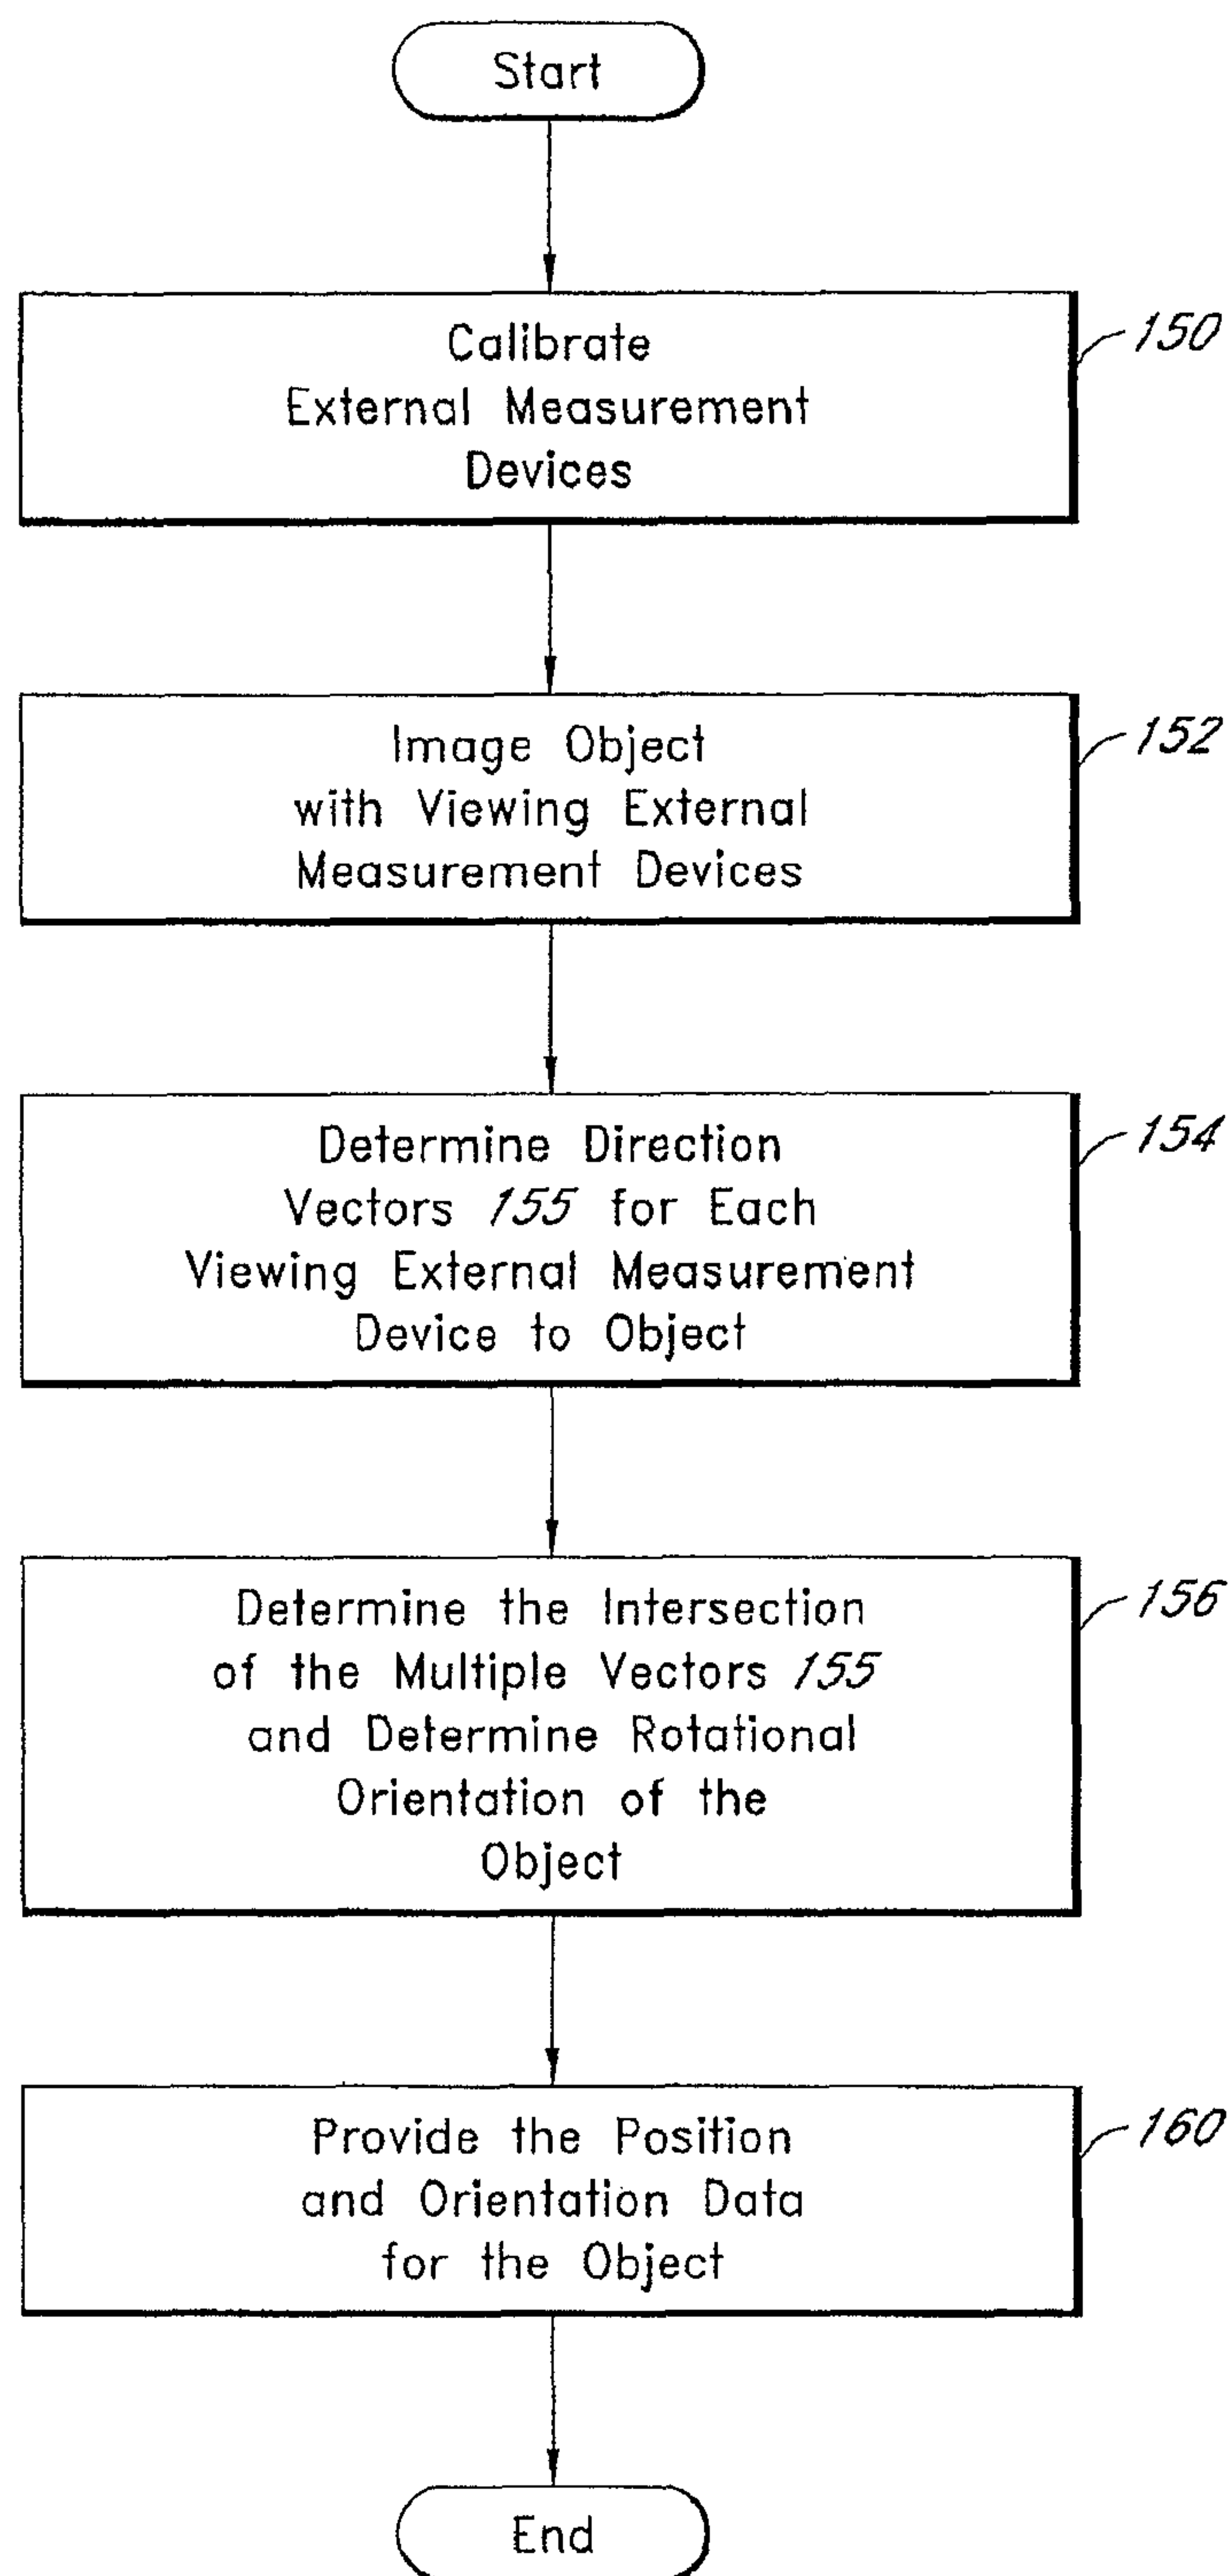 Start
Calibrate
External Measurement
Devices
150
Image Object
with Viewing External
Measurement Devices
152
Determine Direction
Vectors 155 for Each
Viewing External Measurement
Device to Object
154
Determine the Intersection
of the Multiple Vectors 155
and Determine Rotational
Orientation of the
Object
156
Provide the Position
and Orientation Data
for the Object
160
End